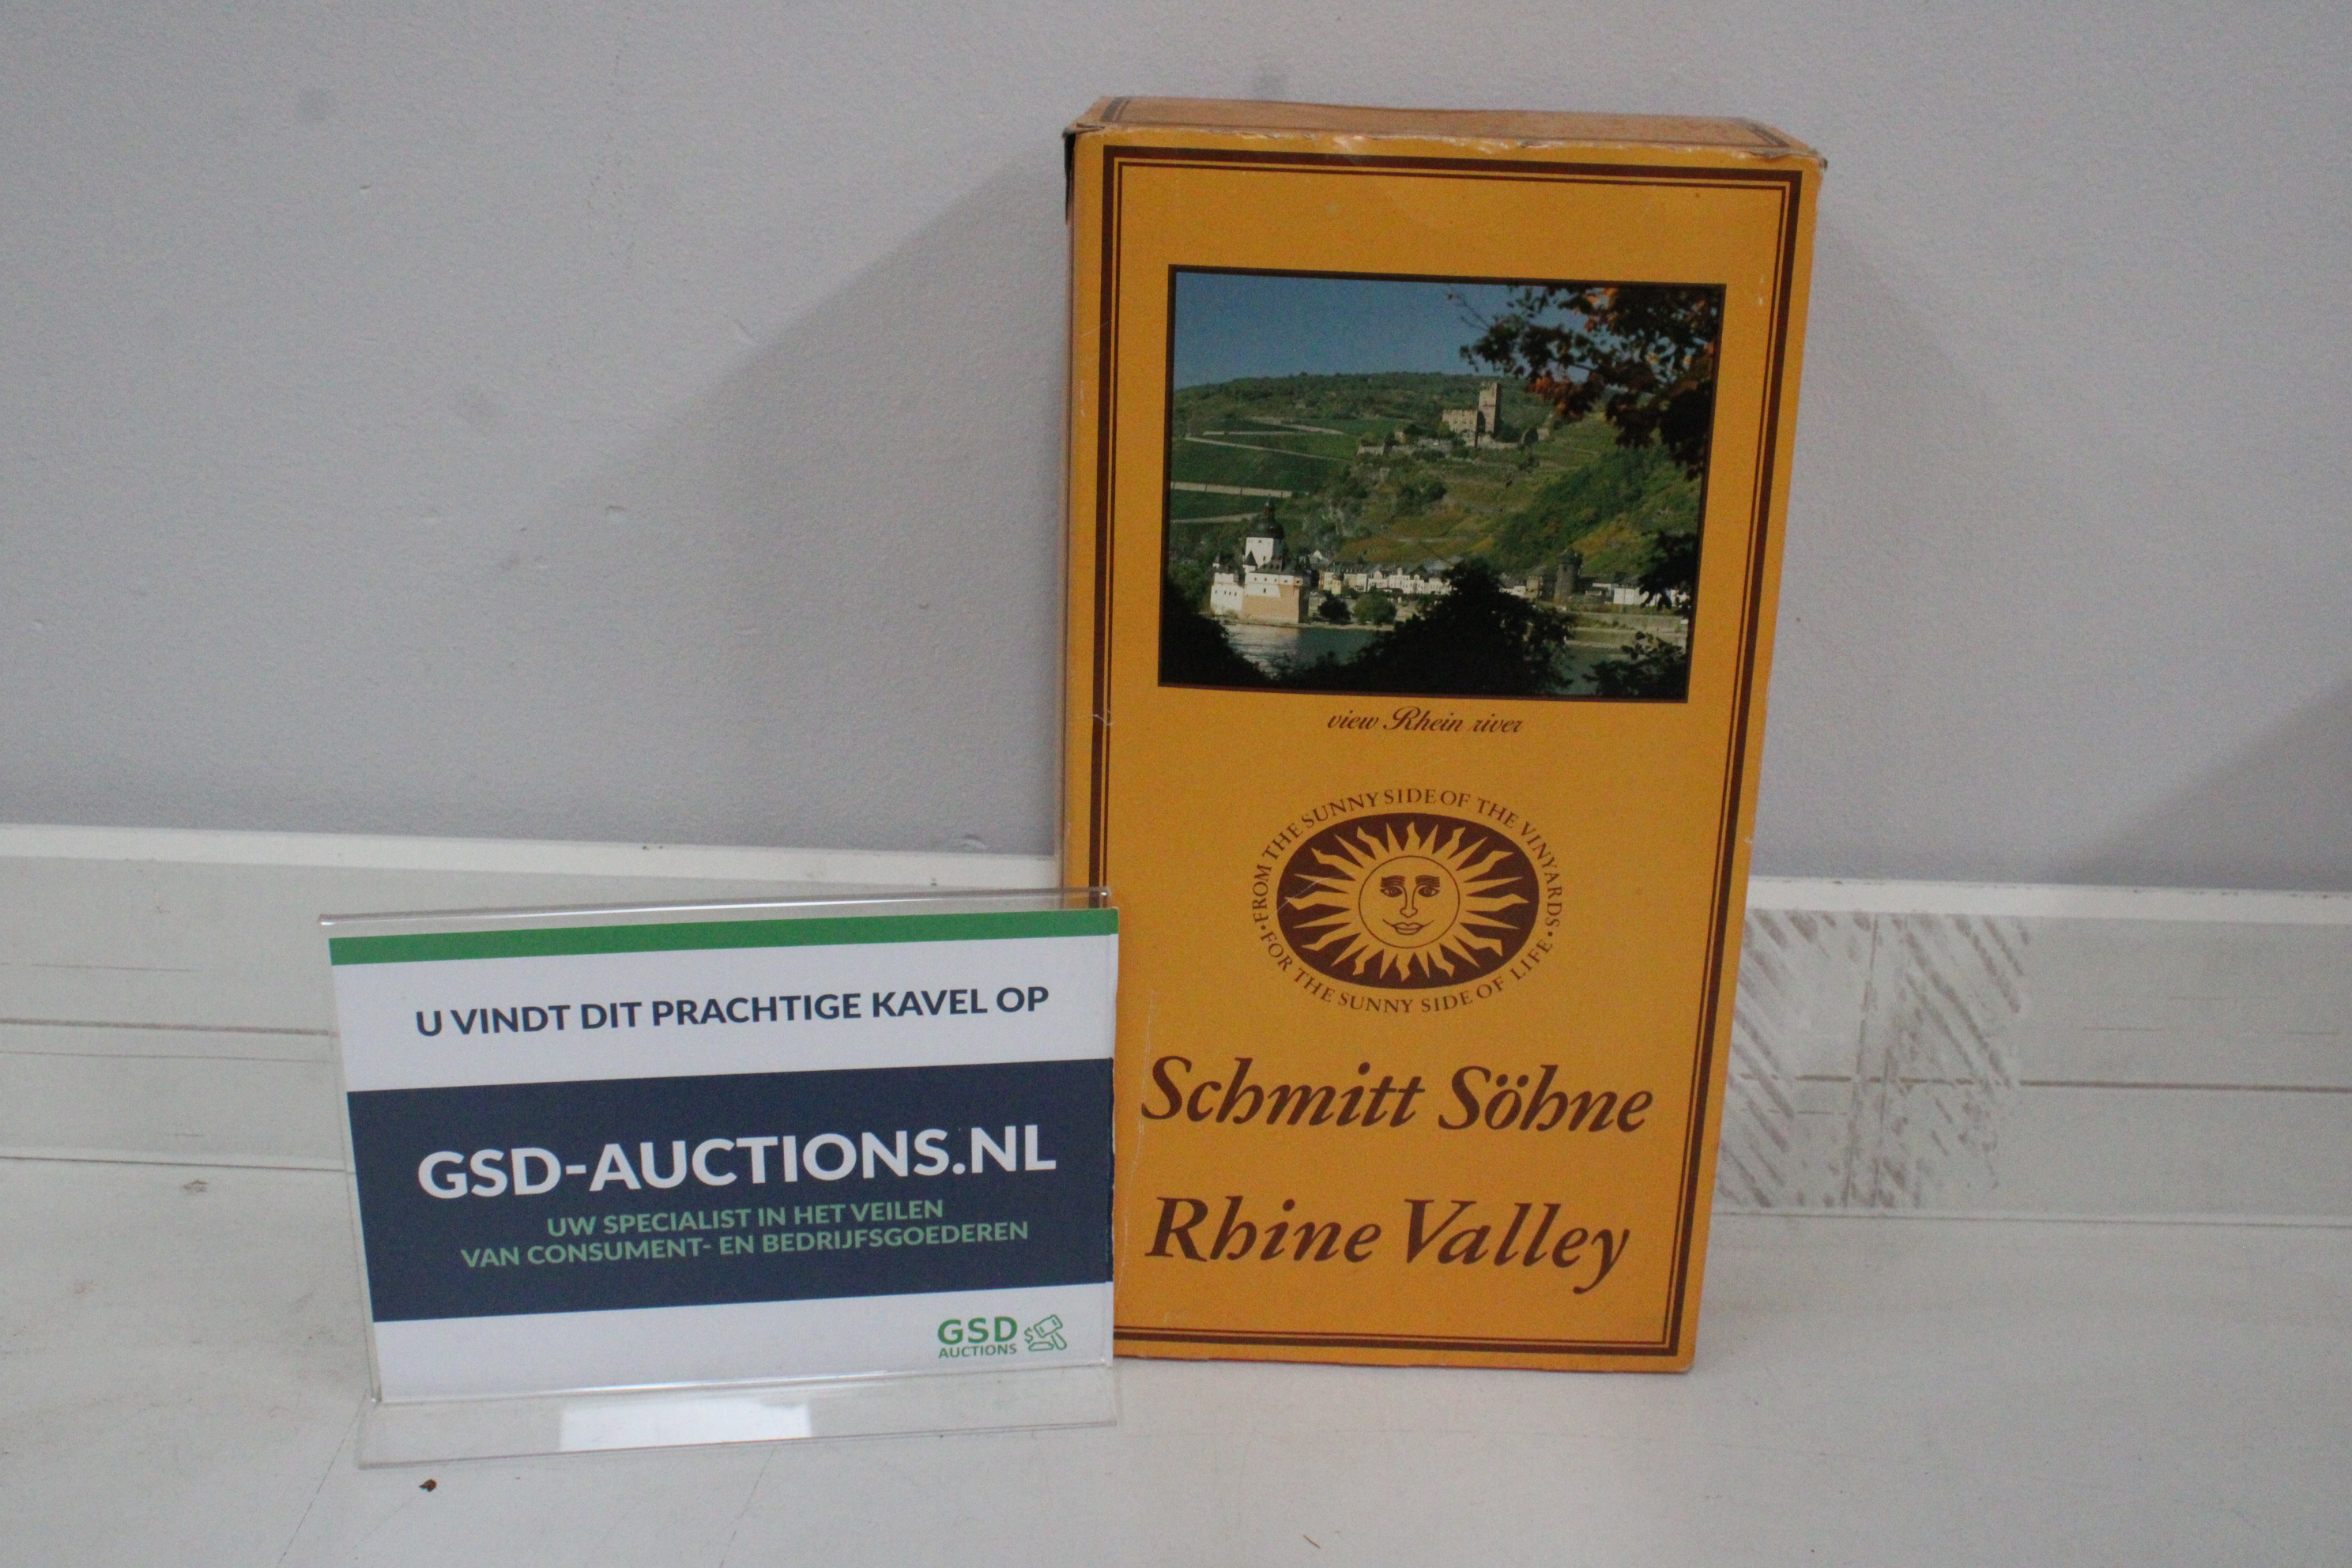 view Rhein river
• FROM THE SUNNY SIDE OF THE VINYARDS •
FOR THE SUNNY SIDE OF LIFE
Schmitt Söhne
Rhine Valley
U VINDT DIT PRACHTIGE KAVEL OP
GSD-AUCTIONS.NL
UW SPECIALIST IN HET VEILEN
VAN CONSUMENT- EN BEDRIJFSGOEDEREN
GSD
AUCTIONS